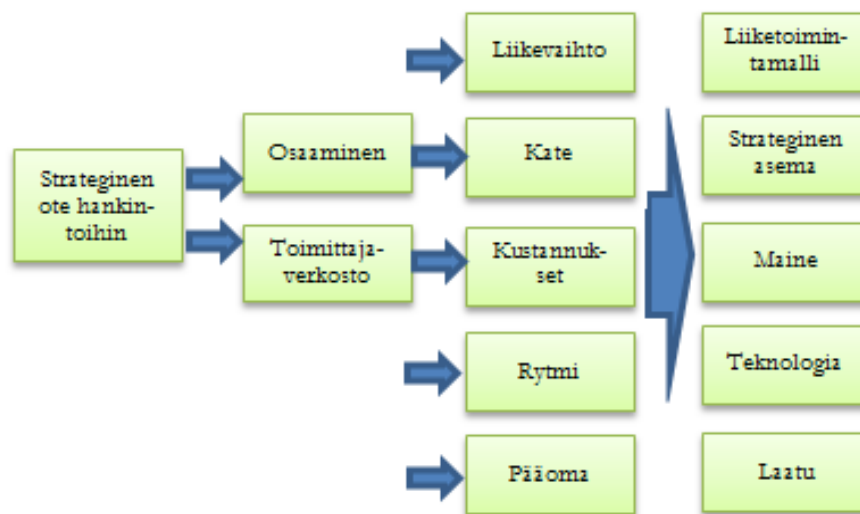 Strateginen
ote hankin-
toihin
Osaaminen
Toimittaja-
verkosto
Liikevaihto
Kate
Kustannuk-
set
Rytmi
Pääoma
Liiketoimin-
tamalli
Strateginen
asema
Maine
Teknologia
Laatu